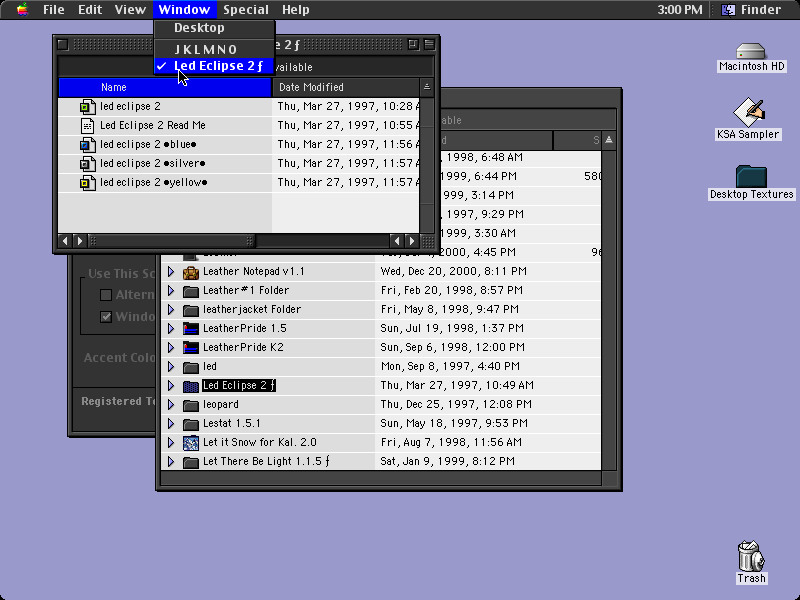 File Edit View Window Special Help 3:00 PM Finder
Desktop
J K L M N O
✓ Led Eclipse 2 ƒ
2 ƒ
vailable
Name Date Modified
led eclipse 2 Thu, Mar 27, 1997, 10:28 A
Led Eclipse 2 Read Me Thu, Mar 27, 1997, 10:55 A
led eclipse 2 •blue• Thu, Mar 27, 1997, 11:56 A
led eclipse 2 •silver• Thu, Mar 27, 1997, 11:57 A
led eclipse 2 •yellow• Thu, Mar 27, 1997, 11:57 A
able
d S
1998, 6:48 AM
, 6:44 PM 580
999, 3:14 PM
1997, 9:29 PM
1999, 3:30 AM
2000, 4:45 PM 96
Leather Notepad v1.1 Wed, Dec 20, 2000, 8:11 PM
Leather#1 Folder Fri, Feb 20, 1998, 8:57 PM
leatherjacket Folder Fri, May 8, 1998, 9:47 PM
LeatherPride 1.5 Sun, Jul 19, 1998, 1:37 PM
LeatherPride K2 Sun, Sep 6, 1998, 12:00 PM
led Mon, Sep 8, 1997, 4:40 PM
Led Eclipse 2 ƒ Thu, Mar 27, 1997, 10:49 AM
leopard Thu, Dec 25, 1997, 12:08 PM
Lestat 1.5.1 Sun, May 18, 1997, 9:53 PM
Let it Snow for Kal. 2.0 Fri, Aug 7, 1998, 11:56 AM
Let There Be Light 1.1.5 ƒ Sat, Jan 9, 1999, 8:12 PM
Use This Sc
Altern
Windo
Accent Colo
Registered To
Macintosh HD
KSA Sampler
Desktop Textures
Trash